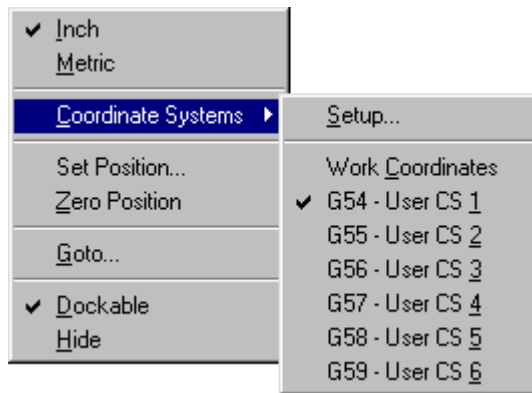 Inch
Metric
Coordinate Systems
Set Position...
Zero Position
Goto...
Dockable
Hide
Setup...
Work Coordinates
G54 - User CS 1
G55 - User CS 2
G56 - User CS 3
G57 - User CS 4
G58 - User CS 5
G59 - User CS 6